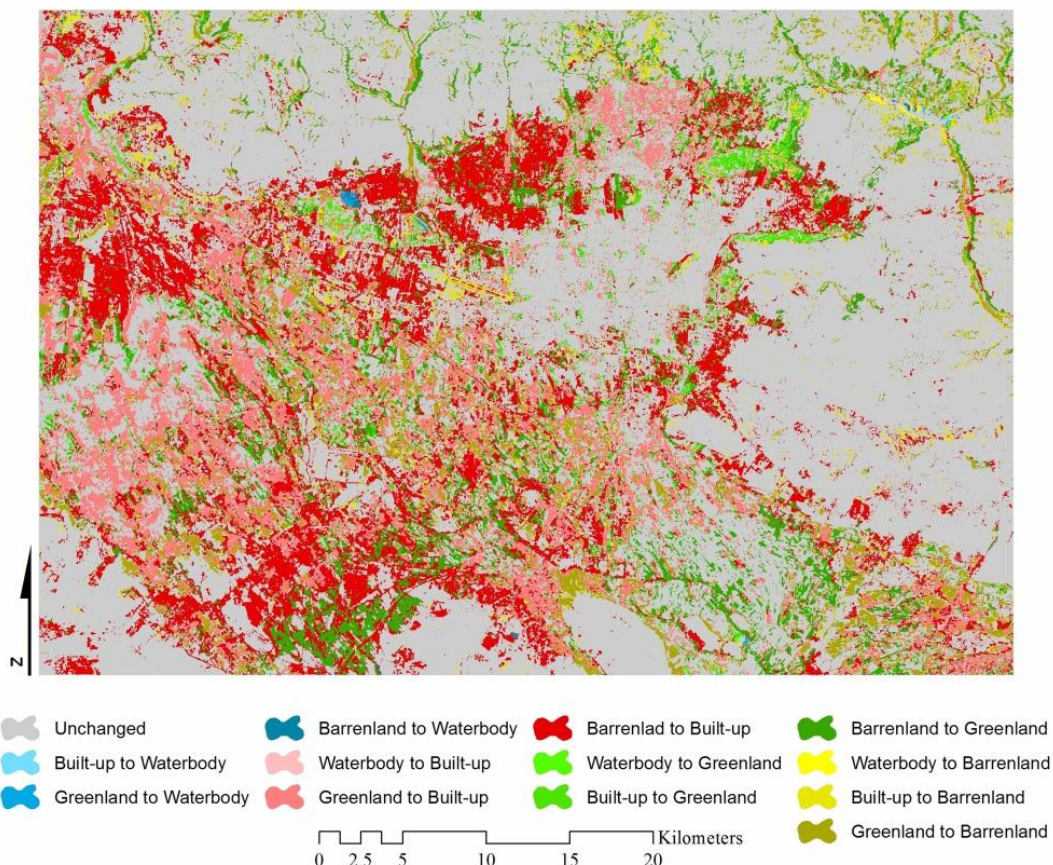 N
Unchanged
Barrenland to Waterbody
Barrenlad to Built-up
Barrenland to Greenland
Built-up to Waterbody
Waterbody to Built-up
Waterbody to Greenland
Waterbody to Barrenland
Greenland to Waterbody
Greenland to Built-up
Built-up to Greenland
Built-up to Barrenland
Greenland to Barrenland
Kilometers
0 2.5 5 10 15 20